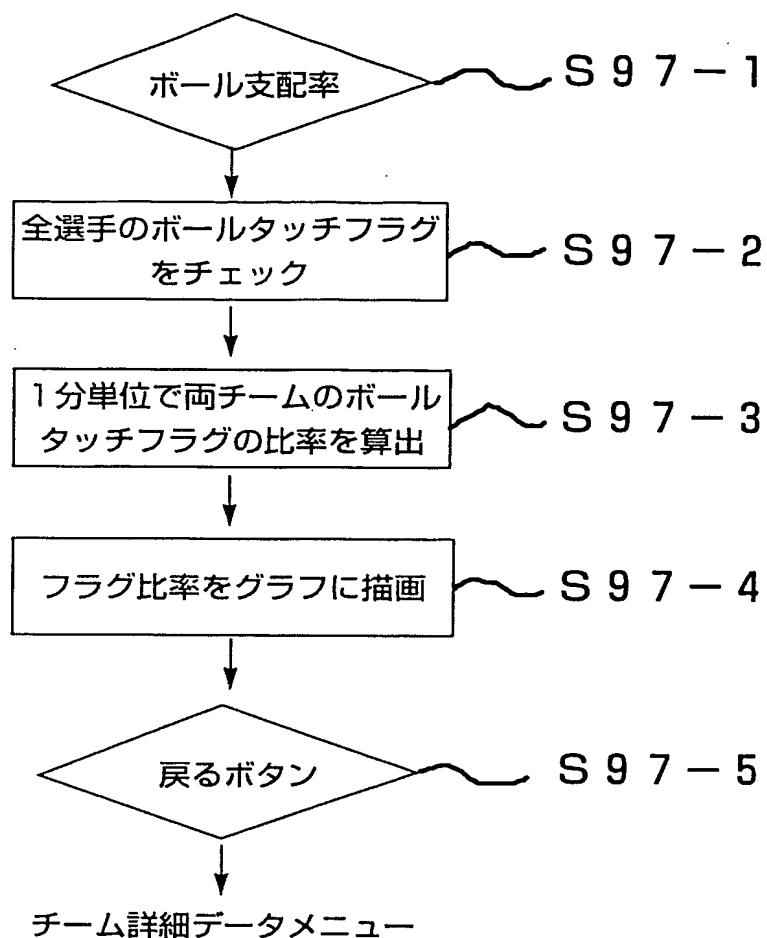 ボール支配率
S97-1
全選手のボールタッチフラグ
をチェック
S97-2
1分単位で両チームのボール
タッチフラグの比率を算出
S97-3
フラグ比率をグラフに描画
S97-4
戻るボタン
S97-5
チーム詳細データメニュー